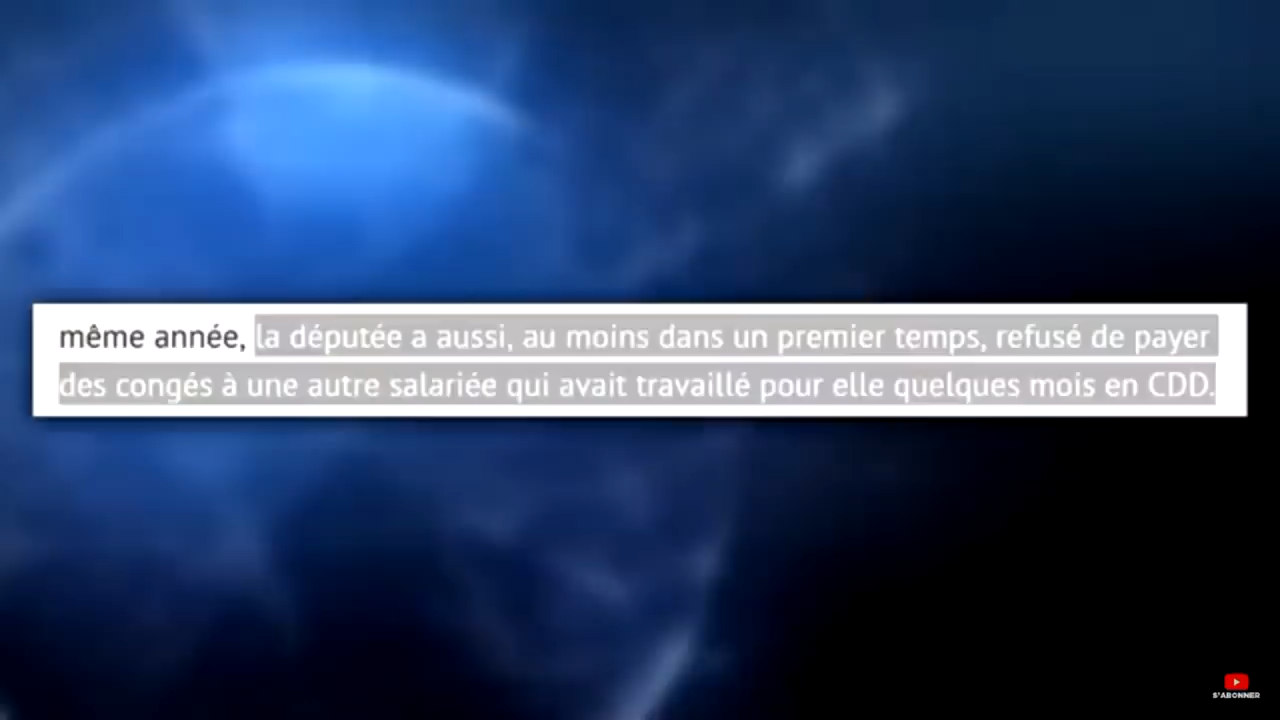 même année, la députée a aussi, au moins dans un premier temps, refusé de payer
des congés à une autre salariée qui avait travaillé pour elle quelques mois en CDD.
S'ABONNER